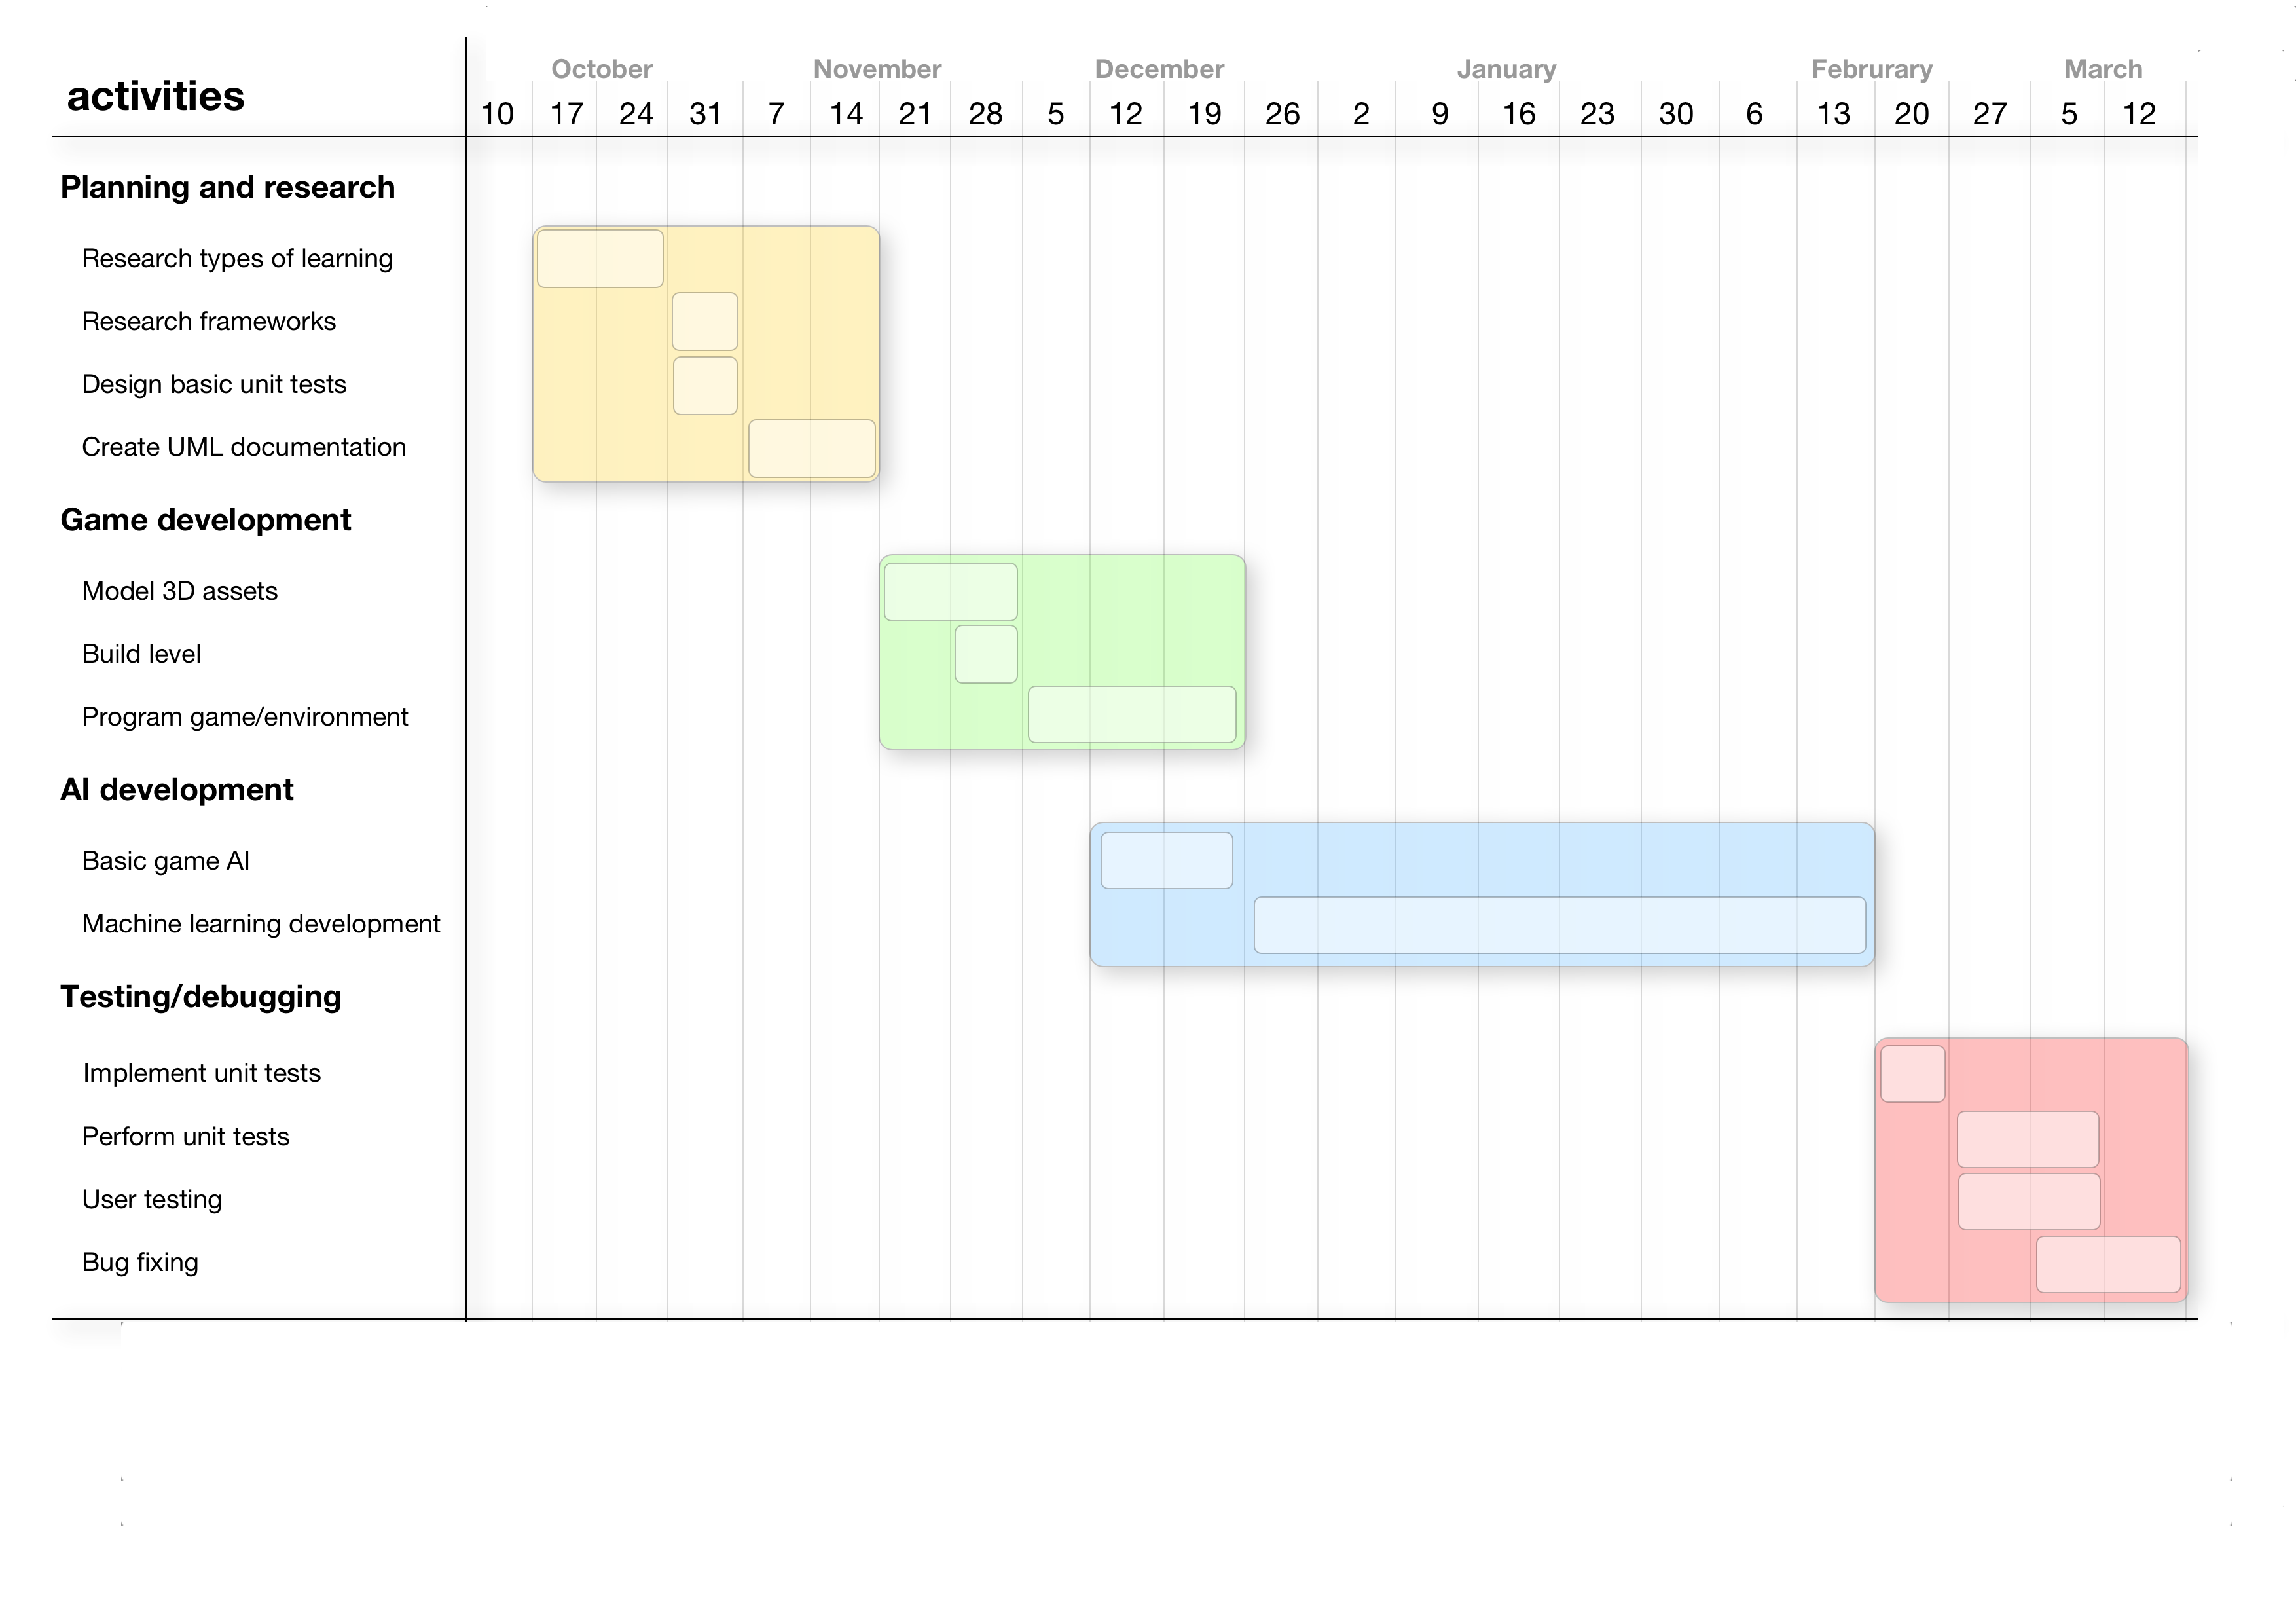 October November December January Februrary March
activities
10 17 24 31 7 14 21 28 5 12 19 26 2 9 16 23 30 6 13 20 27 5 12
Planning and research
Research types of learning
Research frameworks
Design basic unit tests
Create UML documentation
Game development
Model 3D assets
Build level
Program game/environment
AI development
Basic game AI
Machine learning development
Testing/debugging
Implement unit tests
Perform unit tests
User testing
Bug fixing